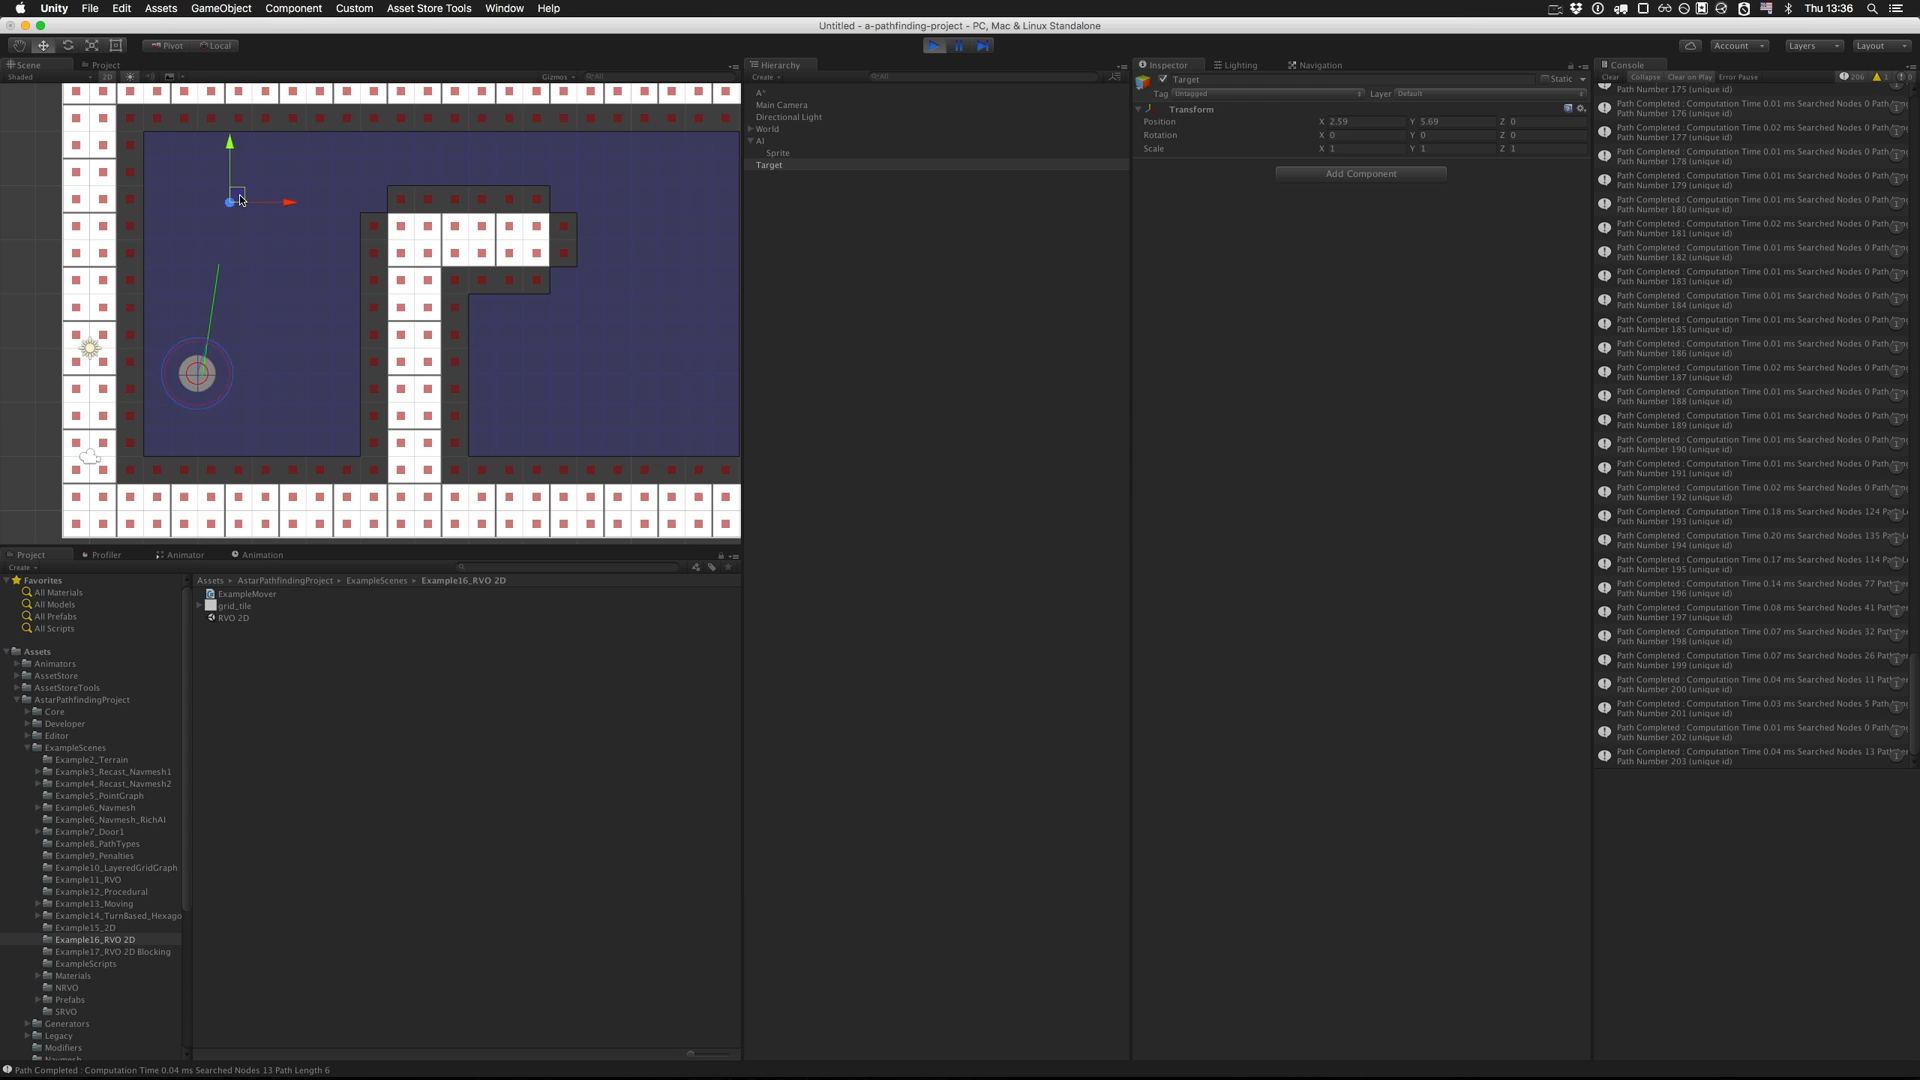 Unity File Edit Assets GameObject Component Custom Asset Store Tools Window Help
Thu 13:36
Untitled - a-pathfinding-project - PC, Mac & Linux Standalone
Pivot Local
Account Layers Layout
Scene Project
Shaded 2D Gizmos All
Hierarchy
Create All
A*
Main Camera
Directional Light
World
AI
Sprite
Target
Inspector Lighting Navigation
Target Static
Tag Untagged Layer Default
Transform
Position X 2.59 Y 5.69 Z 0
Rotation X 0 Y 0 Z 0
Scale X 1 Y 1 Z 1
Add Component
Console
Clear Collapse Clear on Play Error Pause 206 1 0
Path Number 175 (unique id)
Path Completed : Computation Time 0.01 ms Searched Nodes 0
Path Number 176 (unique id)
Path Completed : Computation Time 0.02 ms Searched Nodes 0
Path Number 177 (unique id)
Path Completed : Computation Time 0.01 ms Searched Nodes 0
Path Number 178 (unique id)
Path Completed : Computation Time 0.01 ms Searched Nodes 0
Path Number 179 (unique id)
Path Completed : Computation Time 0.01 ms Searched Nodes 0
Path Number 180 (unique id)
Path Completed : Computation Time 0.02 ms Searched Nodes 0
Path Number 181 (unique id)
Path Completed : Computation Time 0.01 ms Searched Nodes 0
Path Number 182 (unique id)
Path Completed : Computation Time 0.01 ms Searched Nodes 0
Path Number 183 (unique id)
Path Completed : Computation Time 0.01 ms Searched Nodes 0
Path Number 184 (unique id)
Path Completed : Computation Time 0.01 ms Searched Nodes 0
Path Number 185 (unique id)
Path Completed : Computation Time 0.01 ms Searched Nodes 0
Path Number 186 (unique id)
Path Completed : Computation Time 0.02 ms Searched Nodes 0
Path Number 187 (unique id)
Path Completed : Computation Time 0.01 ms Searched Nodes 0
Path Number 188 (unique id)
Path Completed : Computation Time 0.01 ms Searched Nodes 0
Path Number 189 (unique id)
Path Completed : Computation Time 0.01 ms Searched Nodes 0
Path Number 190 (unique id)
Path Completed : Computation Time 0.01 ms Searched Nodes 0
Path Number 191 (unique id)
Path Completed : Computation Time 0.02 ms Searched Nodes 0
Path Number 192 (unique id)
Path Completed : Computation Time 0.18 ms Searched Nodes 124
Path Number 193 (unique id)
Path Completed : Computation Time 0.20 ms Searched Nodes 135
Path Number 194 (unique id)
Path Completed : Computation Time 0.17 ms Searched Nodes 114
Path Number 195 (unique id)
Path Completed : Computation Time 0.14 ms Searched Nodes 77
Path Number 196 (unique id)
Path Completed : Computation Time 0.08 ms Searched Nodes 41
Path Number 197 (unique id)
Path Completed : Computation Time 0.07 ms Searched Nodes 32
Path Number 198 (unique id)
Path Completed : Computation Time 0.07 ms Searched Nodes 26
Path Number 199 (unique id)
Path Completed : Computation Time 0.04 ms Searched Nodes 11
Path Number 200 (unique id)
Path Completed : Computation Time 0.03 ms Searched Nodes 5
Path Number 201 (unique id)
Path Completed : Computation Time 0.01 ms Searched Nodes 0
Path Number 202 (unique id)
Path Completed : Computation Time 0.04 ms Searched Nodes 13
Path Number 203 (unique id)
Project Profiler Animator Animation
Create
Favorites
All Materials
All Models
All Prefabs
All Scripts
Assets
Animators
AssetStore
AssetStoreTools
AstarPathfindingProject
Core
Developer
Editor
ExampleScenes
Example2_Terrain
Example3_Recast_Navmesh1
Example4_Recast_Navmesh2
Example5_PointGraph
Example6_Navmesh
Example6_Navmesh_RichAI
Example7_Door1
Example8_PathTypes
Example9_Penalties
Example10_LayeredGridGraph
Example11_RVO
Example12_Procedural
Example13_Moving
Example14_TurnBased_Hexago
Example15_2D
Example16_RVO 2D
Example17_RVO 2D Blocking
ExampleScripts
Materials
NRVO
Prefabs
SRVO
Generators
Legacy
Modifiers
Navmesh
Assets ▸ AstarPathfindingProject ▸ ExampleScenes ▸ Example16_RVO 2D
ExampleMover
grid_tile
RVO 2D
Path Completed : Computation Time 0.04 ms Searched Nodes 13 Path Length 6